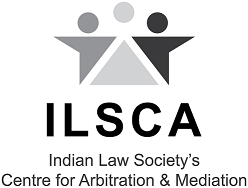 ILSCA
Indian Law Society's
Centre for Arbitration & Mediation